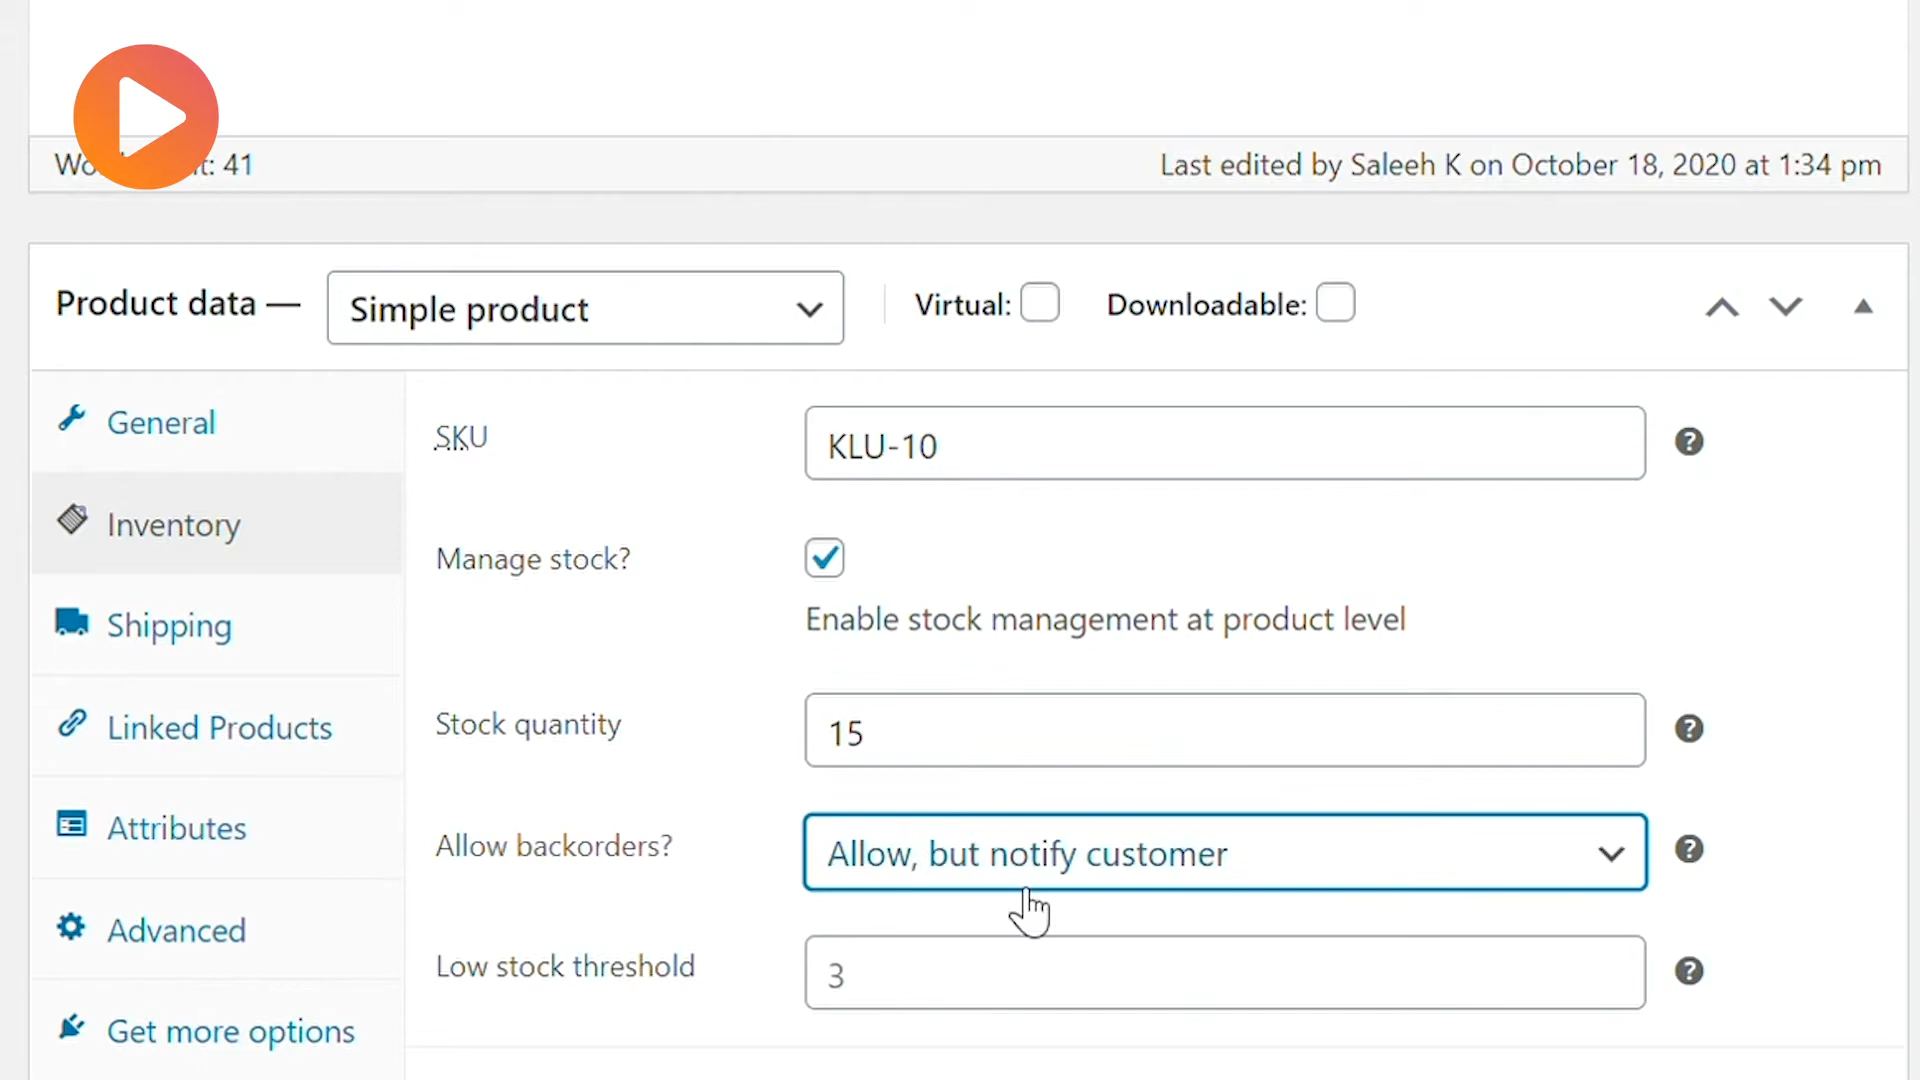 41
Last edited by Saleeh K on October 18, 2020 at 1:34 pm
Product data —
Simple product
Virtual:
Downloadable:
General
SKU
KLU-10
Inventory
Manage stock?
Enable stock management at product level
Shipping
Linked Products
Stock quantity
15
Attributes
Allow backorders?
Allow, but notify customer
Advanced
Low stock threshold
3
Get more options